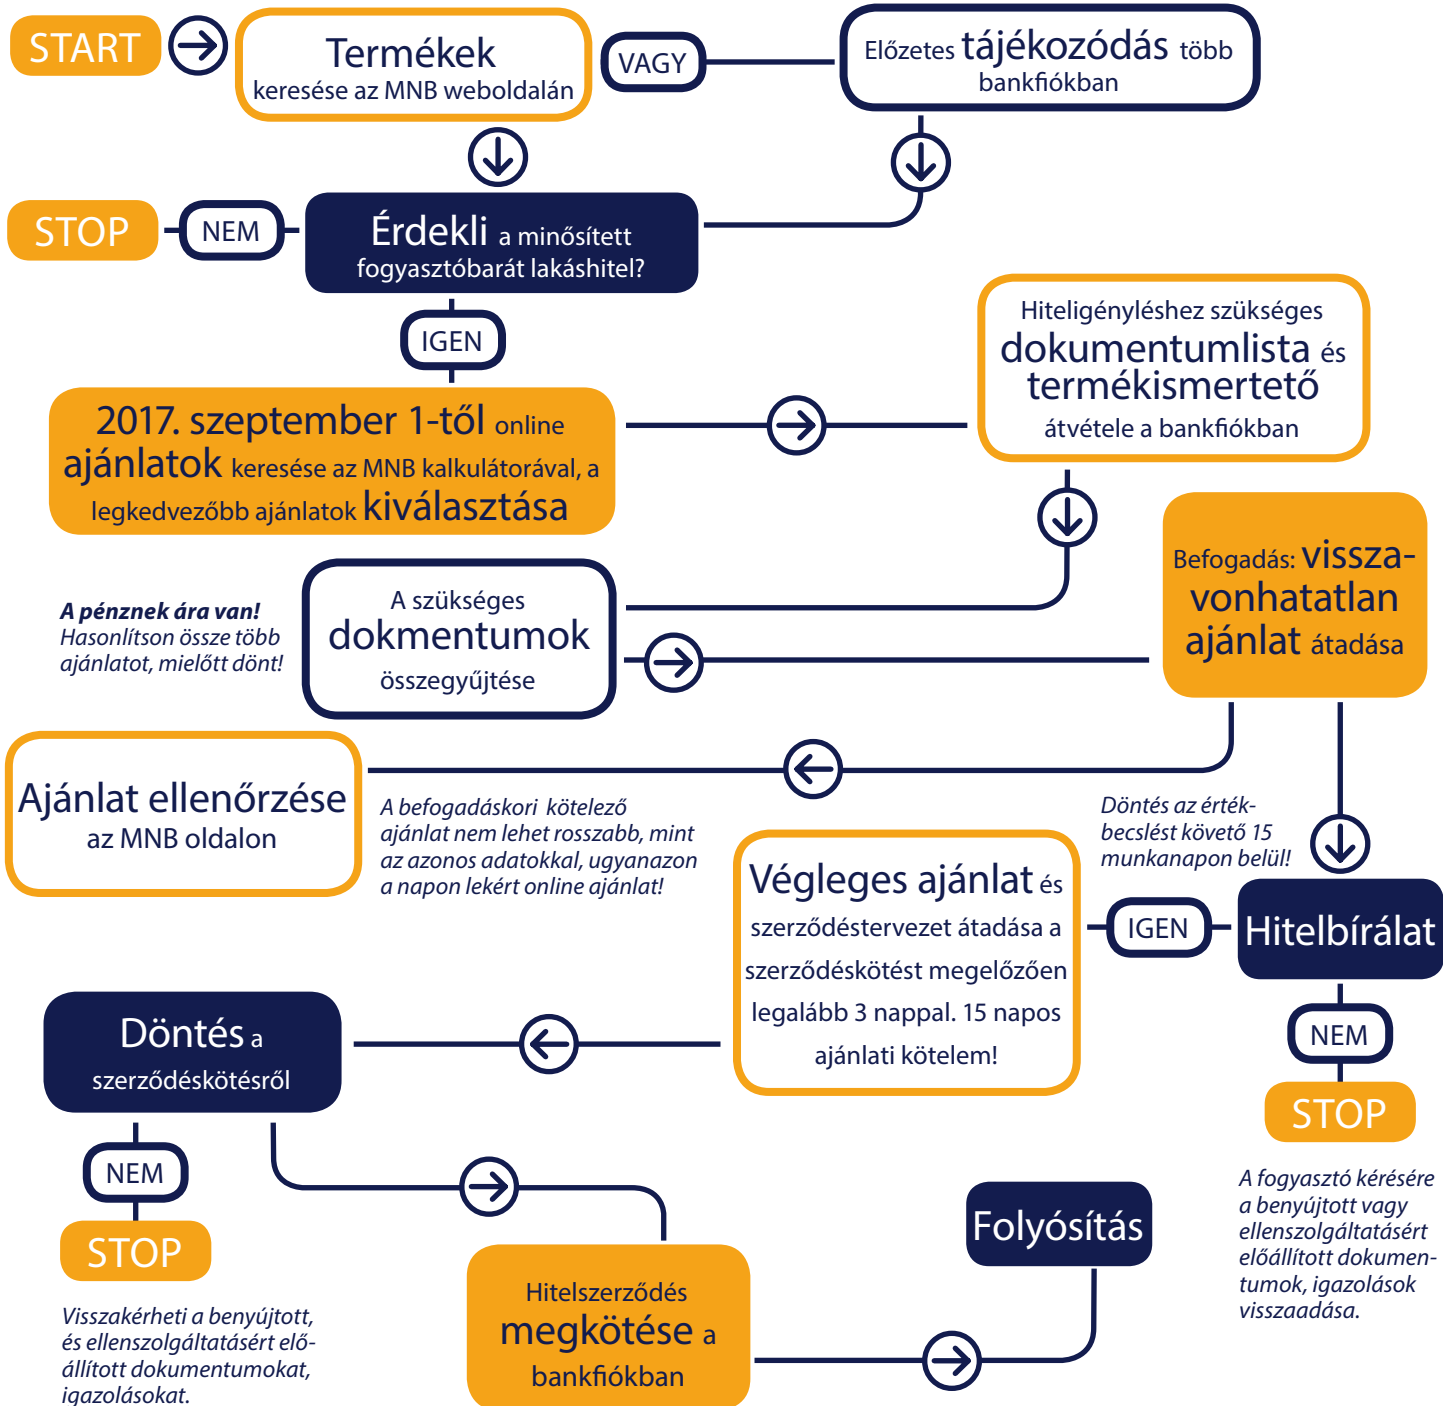 START
Termékek
keresése az MNB weboldalán
VAGY
Előzetes tájékozódás több
bankfiókban
STOP
NEM
Érdekli a minősített
fogyasztóbarát lakáshitel?
IGEN
2017. szeptember 1-től online
ajánlatok keresése az MNB kalkulátorával, a
legkedvezőbb ajánlatok kiválasztása
Hiteligényléshez szükséges
dokumentumlista és
termékismertető
átvétele a bankfiókban
A pénznek ára van!
Hasonlítson össze több
ajánlatot, mielőtt dönt!
A szükséges
dokmentumok
összegyűjtése
Befogadás: vissza-
vonhatatlan
ajánlat átadása
Ajánlat ellenőrzése
az MNB oldalon
A befogadáskori kötelező
ajánlat nem lehet rosszabb, mint
az azonos adatokkal, ugyanazon
a napon lekért online ajánlat!
Döntés az érték-
becslést követő 15
munkanapon belül!
Végleges ajánlat és
szerződéstervezet átadása a
szerződéskötést megelőzően
legalább 3 nappal. 15 napos
ajánlati kötelem!
IGEN
Hitelbírálat
NEM
STOP
A fogyasztó kérésére
a benyújtott vagy
ellenszolgáltatásért
előállított dokumen-
tumok, igazolások
visszaadása.
Döntés a
szerződéskötésről
NEM
STOP
Visszakérheti a benyújtott,
és ellenszolgáltatásért elő-
állított dokumentumokat,
igazolásokat.
Hitelszerződés
megkötése a
bankfiókban
Folyósítás